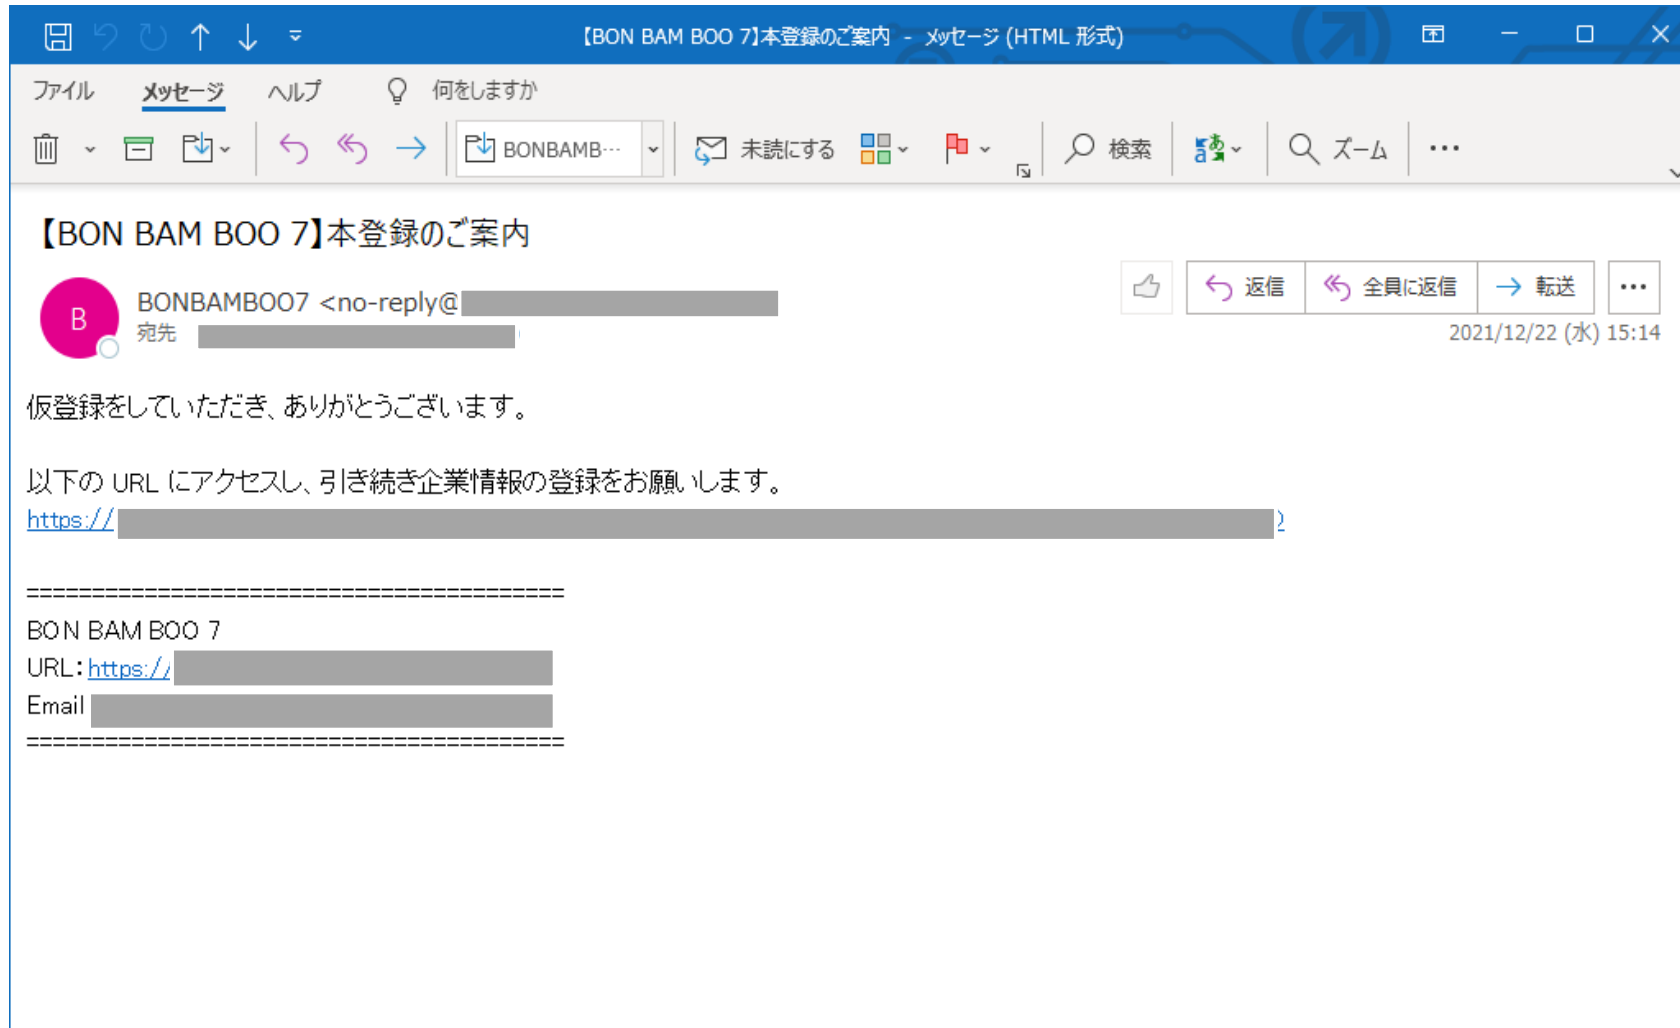 【BON BAM BOO 7】本登録のご案内 - メッセージ (HTML 形式)
ファイル メッセージ ヘルプ 何をしますか
BONBAMB… 未読にする 検索 ズーム …
【BON BAM BOO 7】本登録のご案内
BONBAMBOO7 <no-reply@
B
宛先
返信 全員に返信 転送 …
2021/12/22 (水) 15:14
仮登録をしていただき、ありがとうございます。
以下の URL にアクセスし、引き続き企業情報の登録をお願いします。
https://
=========================================
BON BAM BOO 7
URL：https://
Email
=========================================